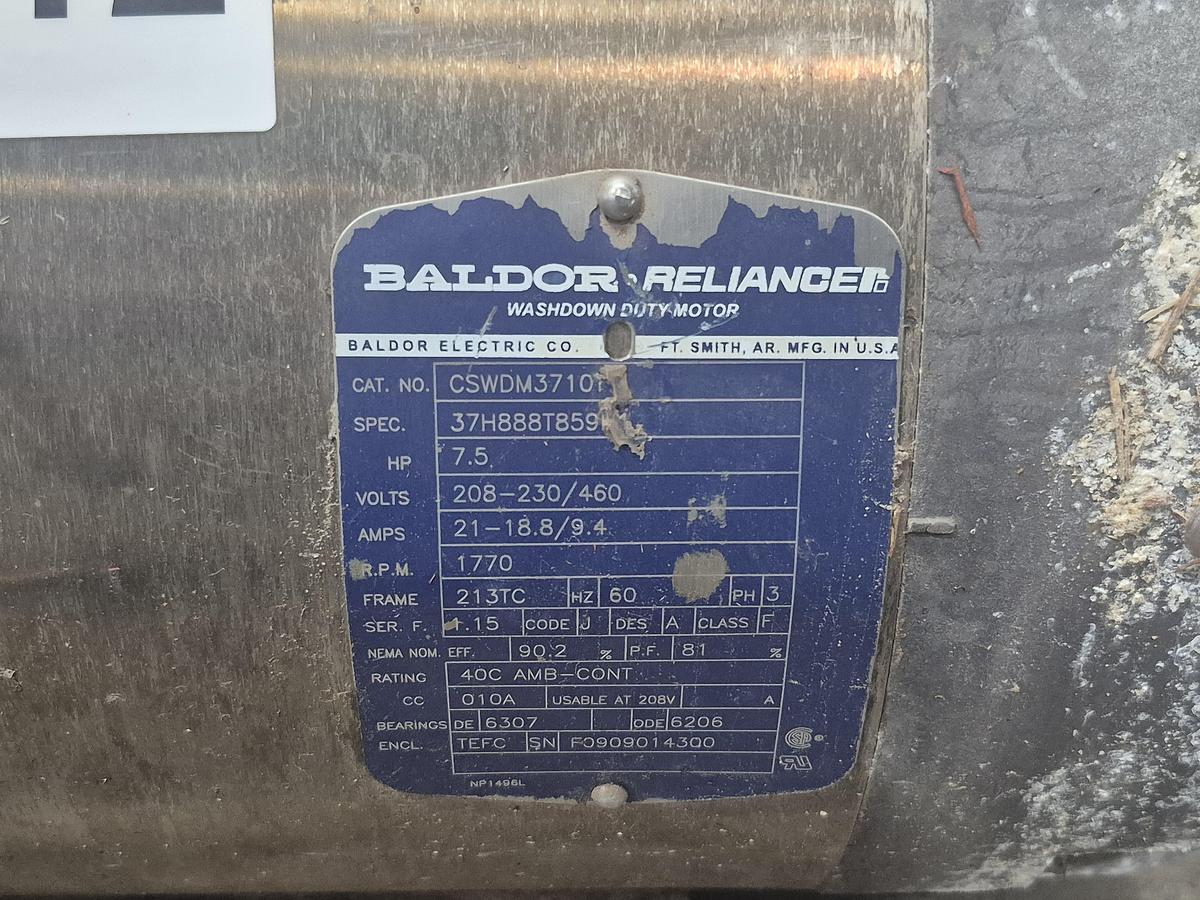 BALDOR RELIANCER
WASHDOWN DUTY MOTOR
BALDOR ELECTRIC CO. FT. SMITH, AR. MFG. IN U.S.A
CAT. NO.
SPEC.
HP 7.5
VOLTS 208-230/460
AMPS 21-18.8/9.4
R.P.M. 1770
FRAME 213TC HZ 60 PH 3
SER. F. 1.15 CODE J DES A CLASS F
NEMA NOM. EFF. 90.2 % P.F. 81 %
RATING 40C AMB-CONT
CC 010A USABLE AT 208V A
BEARINGS DE 6307 ODE 6206
ENCL. TEFC SN F0909014300
NP1496L